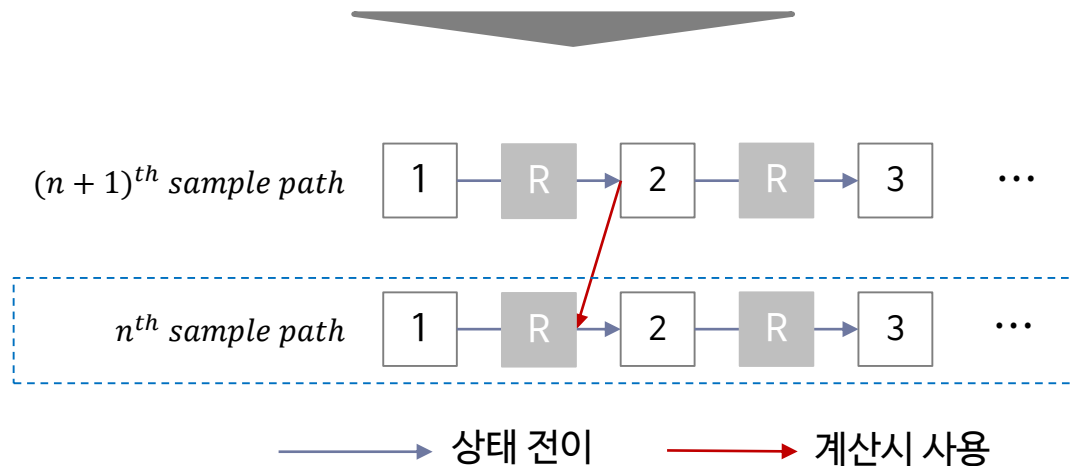 (n + 1)^{th} sample path 1 R 2 R 3 ⋯
n^{th} sample path 1 R 2 R 3 ⋯
상태 전이 계산시 사용